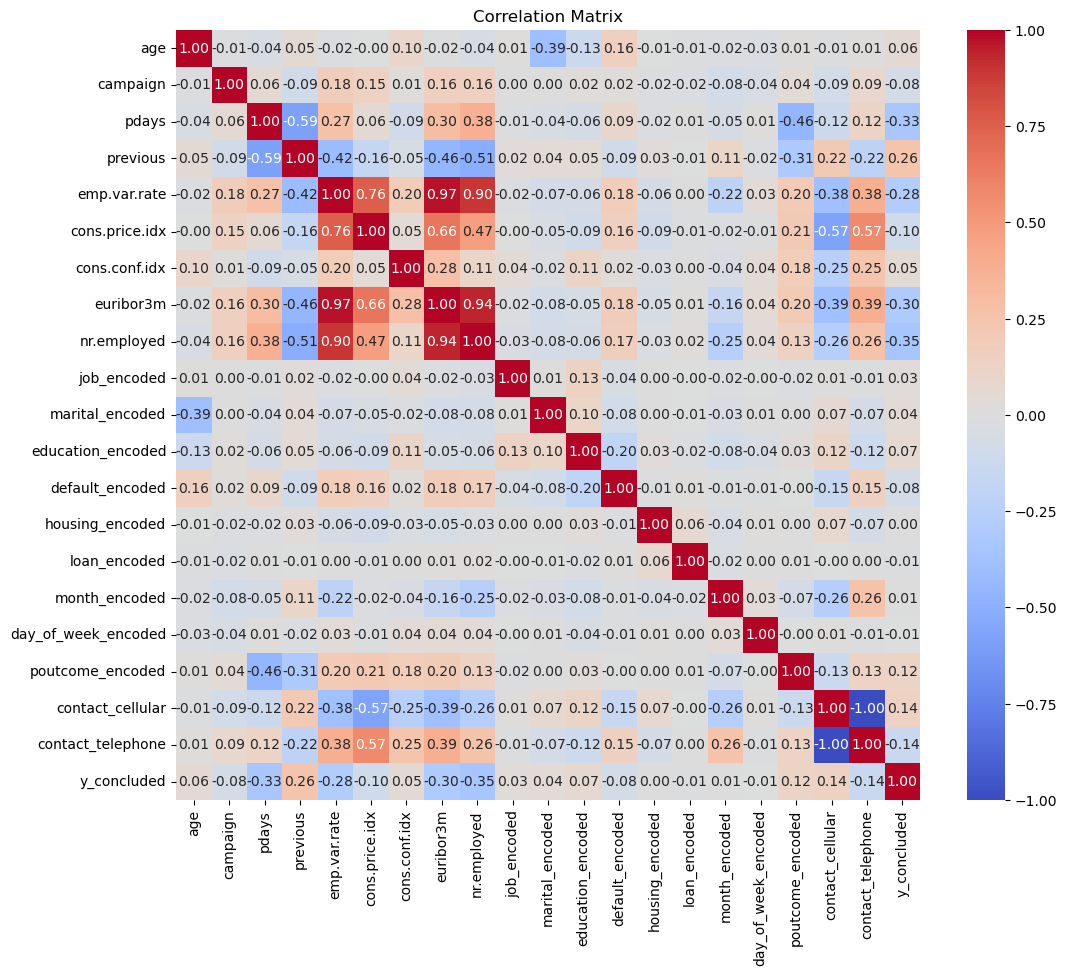 Correlation Matrix
age 1.00 -0.01 -0.04 0.05 -0.02 -0.00 0.10 -0.02 -0.04 0.01 -0.39 -0.13 0.16 -0.01 -0.01 -0.02 -0.03 0.01 -0.01 0.01 0.06
campaign -0.01 1.00 0.06 -0.09 0.18 0.15 0.01 0.16 0.16 0.00 0.00 0.02 0.02 -0.02 -0.02 -0.08 -0.04 0.04 -0.09 0.09 -0.08
pdays -0.04 0.06 1.00 -0.59 0.27 0.06 -0.09 0.30 0.38 -0.01 -0.04 -0.06 0.09 -0.02 0.01 -0.05 0.01 -0.46 -0.12 0.12 -0.33
previous 0.05 -0.09 -0.59 1.00 -0.42 -0.16 -0.05 -0.46 -0.51 0.02 0.04 0.05 -0.09 0.03 -0.01 0.11 -0.02 -0.31 0.22 -0.22 0.26
emp.var.rate -0.02 0.18 0.27 -0.42 1.00 0.76 0.20 0.97 0.90 -0.02 -0.07 -0.06 0.18 -0.06 0.00 -0.22 0.03 0.20 -0.38 0.38 -0.28
cons.price.idx -0.00 0.15 0.06 -0.16 0.76 1.00 0.05 0.66 0.47 -0.00 -0.05 -0.09 0.16 -0.09 -0.01 -0.02 -0.01 0.21 -0.57 0.57 -0.10
cons.conf.idx 0.10 0.01 -0.09 -0.05 0.20 0.05 1.00 0.28 0.11 0.04 -0.02 0.11 0.02 -0.03 -0.00 -0.04 0.04 0.18 -0.25 0.25 0.05
euribor3m -0.02 0.16 0.30 -0.46 0.97 0.66 0.28 1.00 0.94 -0.02 -0.08 -0.05 0.18 -0.05 0.01 -0.16 0.04 0.20 -0.39 0.39 -0.30
nr.employed -0.04 0.16 0.38 -0.51 0.90 0.47 0.11 0.94 1.00 -0.03 -0.08 -0.06 0.17 -0.03 0.02 -0.25 0.04 0.13 -0.26 0.26 -0.35
job_encoded 0.01 0.00 -0.01 0.02 -0.02 -0.00 0.04 -0.02 -0.03 1.00 0.01 0.13 -0.04 0.00 -0.00 -0.02 -0.00 -0.02 0.01 -0.01 0.03
marital_encoded -0.39 0.00 -0.04 0.04 -0.07 -0.05 -0.02 -0.08 -0.08 0.01 1.00 0.10 -0.08 0.00 -0.01 -0.03 0.01 0.00 0.07 -0.07 0.04
education_encoded -0.13 0.02 -0.06 0.05 -0.06 -0.09 0.11 -0.05 -0.06 0.13 0.10 1.00 -0.20 0.03 -0.02 -0.08 -0.04 0.03 0.12 -0.12 0.07
default_encoded 0.16 0.02 0.09 -0.09 0.18 0.16 0.02 0.18 0.17 -0.04 -0.08 -0.20 1.00 -0.01 0.01 -0.01 -0.01 -0.00 -0.15 0.15 -0.08
housing_encoded -0.01 -0.02 -0.02 0.03 -0.06 -0.09 -0.03 -0.05 -0.03 0.00 0.00 0.03 -0.01 1.00 0.06 -0.04 0.01 0.00 0.07 -0.07 0.00
loan_encoded -0.01 -0.02 0.01 -0.01 0.00 -0.01 -0.00 0.01 0.02 -0.00 -0.01 -0.02 0.01 0.06 1.00 -0.02 0.00 0.01 -0.00 0.00 -0.01
month_encoded -0.02 -0.08 -0.05 0.11 -0.22 -0.02 -0.04 -0.16 -0.25 -0.02 -0.03 -0.08 -0.01 -0.04 -0.02 1.00 0.03 -0.07 -0.26 0.26 0.01
day_of_week_encoded -0.03 -0.04 0.01 -0.02 0.03 -0.01 0.04 0.04 0.04 -0.00 0.01 -0.04 -0.01 0.01 0.00 0.03 1.00 -0.00 0.01 -0.01 -0.01
poutcome_encoded 0.01 0.04 -0.46 -0.31 0.20 0.21 0.18 0.20 0.13 -0.02 0.00 0.03 -0.00 0.00 0.01 -0.07 -0.00 1.00 -0.13 0.13 0.12
contact_cellular -0.01 -0.09 -0.12 0.22 -0.38 -0.57 -0.25 -0.39 -0.26 0.01 0.07 0.12 -0.15 0.07 -0.00 -0.26 0.01 -0.13 1.00 -1.00 0.14
contact_telephone 0.01 0.09 0.12 -0.22 0.38 0.57 0.25 0.39 0.26 -0.01 -0.07 -0.12 0.15 -0.07 0.00 0.26 -0.01 0.13 -1.00 1.00 -0.14
y_concluded 0.06 -0.08 -0.33 0.26 -0.28 -0.10 0.05 -0.30 -0.35 0.03 0.04 0.07 -0.08 0.00 -0.01 0.01 -0.01 0.12 0.14 -0.14 1.00
age
campaign
pdays
previous
emp.var.rate
cons.price.idx
cons.conf.idx
euribor3m
nr.employed
job_encoded
marital_encoded
education_encoded
default_encoded
housing_encoded
loan_encoded
month_encoded
day_of_week_encoded
poutcome_encoded
contact_cellular
contact_telephone
y_concluded
1.00
0.75
0.50
0.25
0.00
−0.25
−0.50
−0.75
−1.00